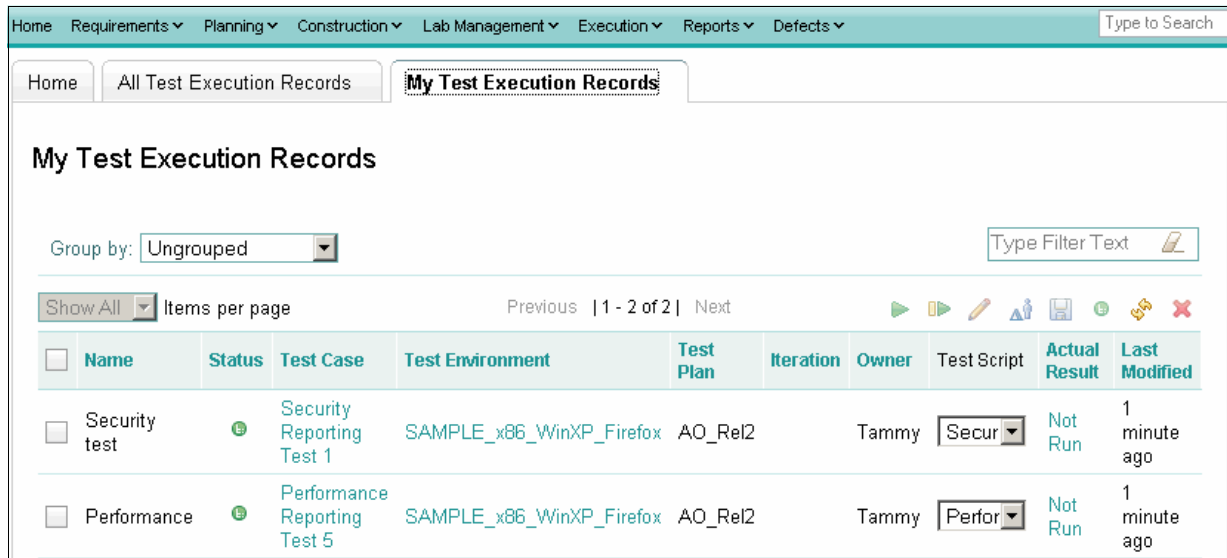 Home Requirements Planning Construction Lab Management Execution Reports Defects Type to Search
Home All Test Execution Records My Test Execution Records
My Test Execution Records
Group by: Ungrouped Type Filter Text
Show All Items per page Previous | 1 - 2 of 2 | Next
Name Status Test Case Test Environment Test Plan Iteration Owner Test Script Actual Result Last Modified
Security test Security Reporting Test 1 SAMPLE_x86_WinXP_Firefox AO_Rel2 Tammy Secur Not Run 1 minute ago
Performance Performance Reporting Test 5 SAMPLE_x86_WinXP_Firefox AO_Rel2 Tammy Perfor Not Run 1 minute ago